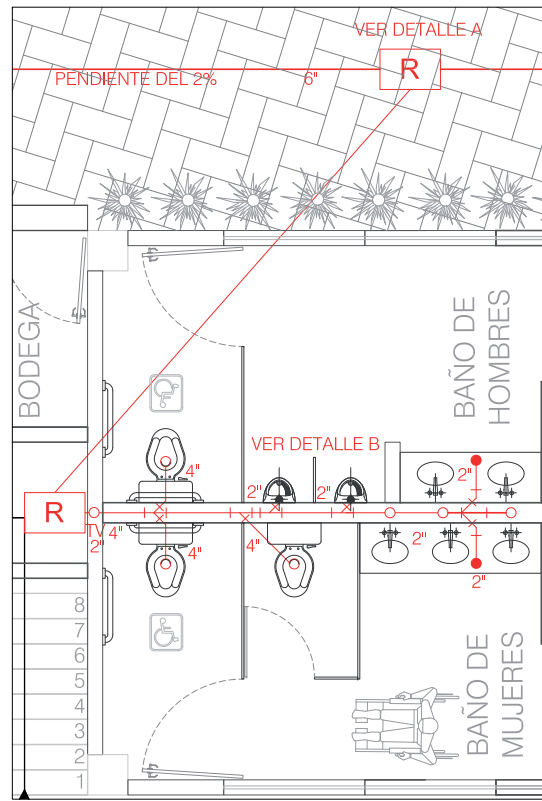 VER DETALLE A
R
PENDIENTE DEL 2%
6"
BODEGA
BAÑO DE
HOMBRES
4"
VER DETALLE B
2"
2"
2"
R
TV 4"
2"
4"
4"
2"
2"
8
7
6
5
4
3
2
1
BAÑO DE
MUJERES